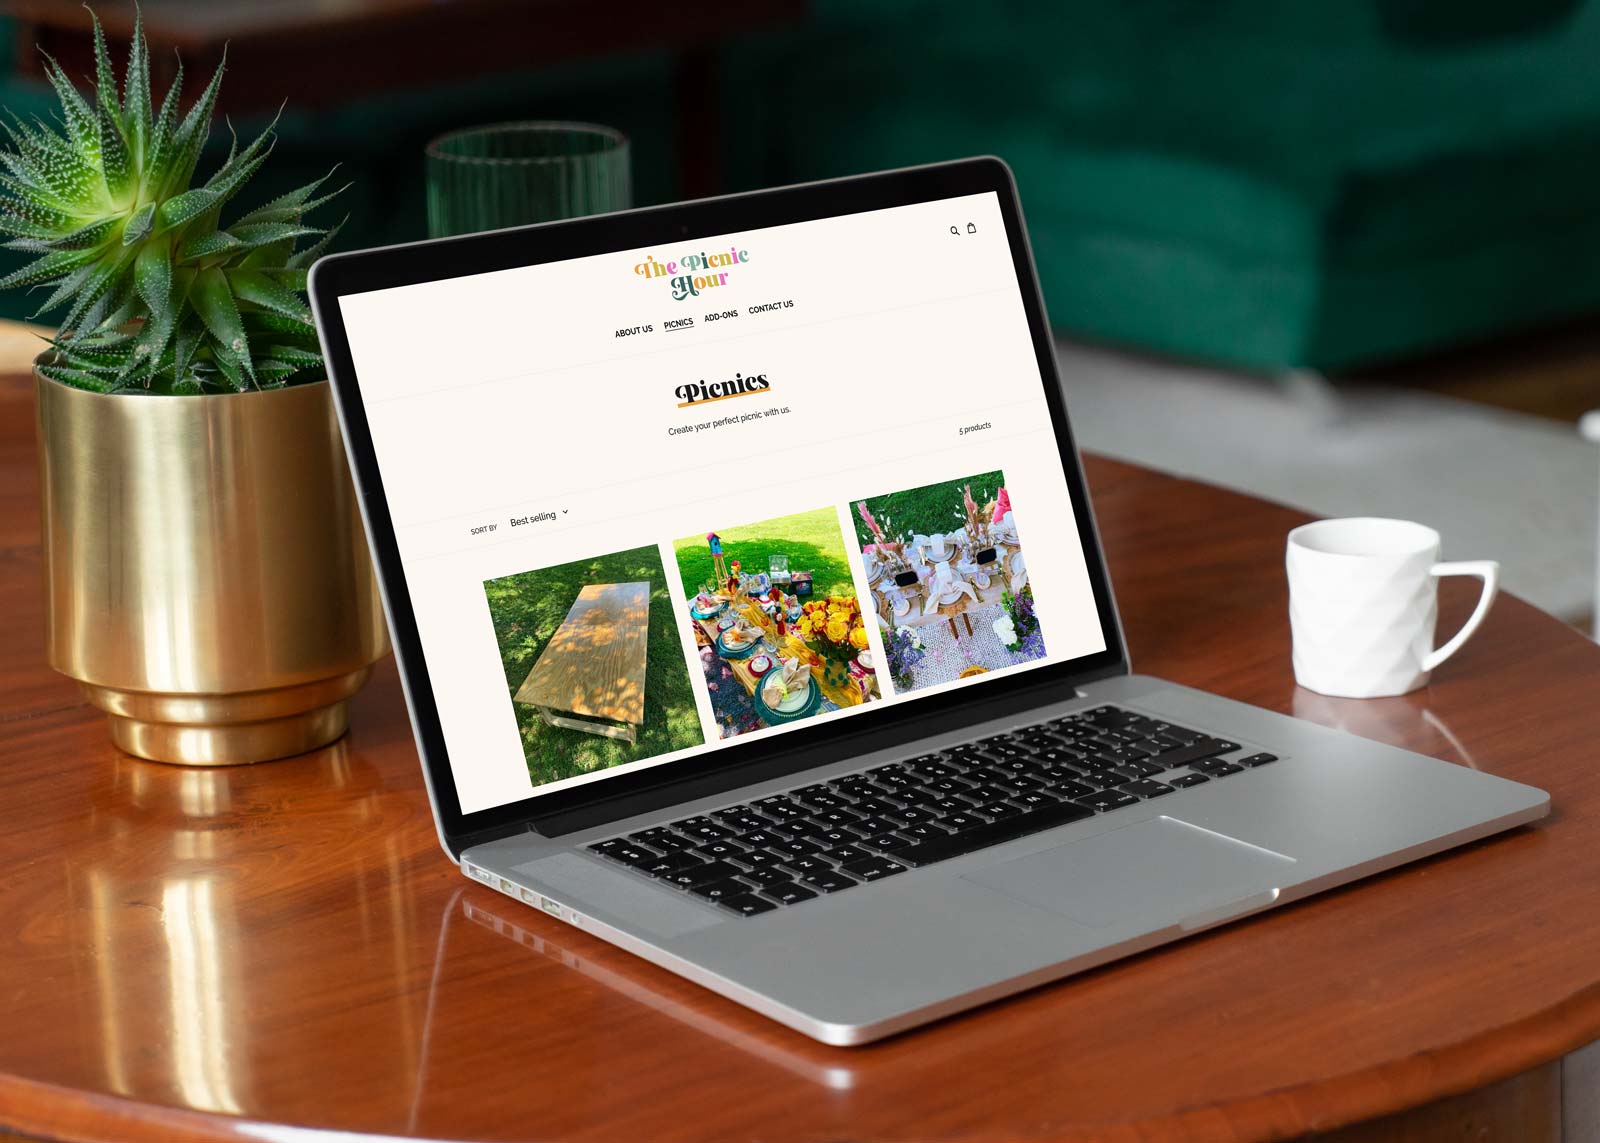 The Picnic
Hour
ABOUT US PICNICS ADD-ONS CONTACT US
Picnics
Create your perfect picnic with us.
5 products
SORT BY Best selling